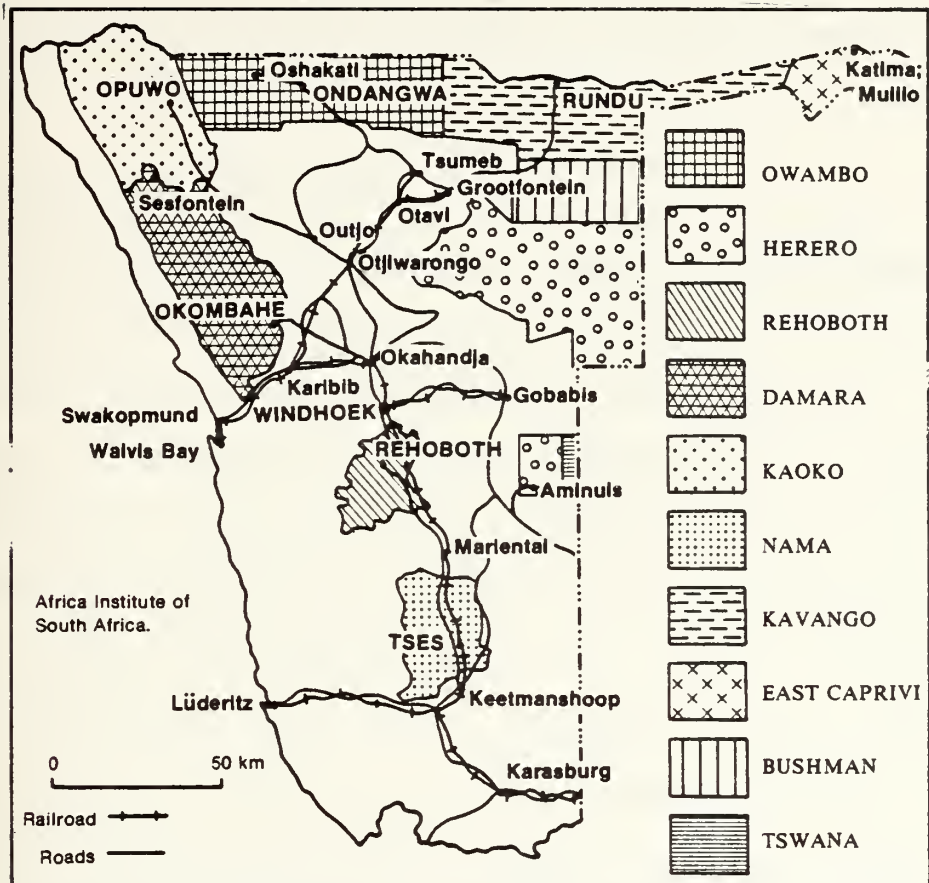 Oshakati
OPUWO
ONDANGWA
RUNDU
Katima;
Mulilo
Tsumeb
Grootfontein
Sesfontein
Otavi
Outjo
Otjiwarongo
OKOMBAHE
Okahandja
Karibib
Swakopmund
WINDHOEK
Gobabis
Walvis Bay
REHOBOTH
Aminuis
Mariental
Africa Institute of
South Africa.
TSES
Lüderitz
Keetmanshoop
0 50 km
Karasburg
Railroad
Roads
OWAMBO
HERERO
REHOBOTH
DAMARA
KAOKO
NAMA
KAVANGO
EAST CAPRIVI
BUSHMAN
TSWANA